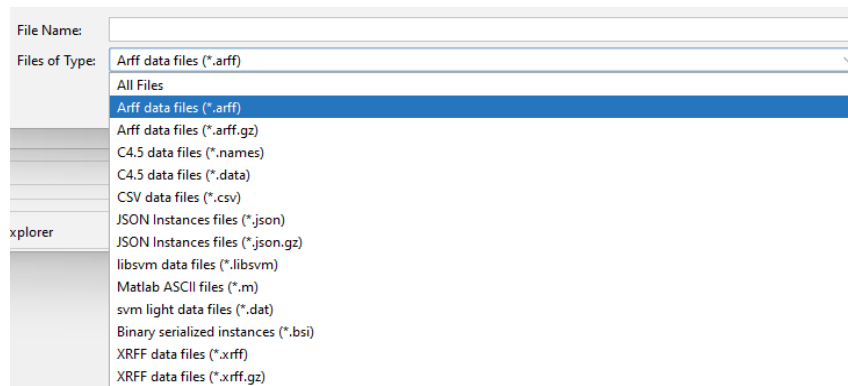 File Name:
Files of Type: Arff data files (*.arff)
All Files
Arff data files (*.arff)
Arff data files (*.arff.gz)
C4.5 data files (*.names)
C4.5 data files (*.data)
CSV data files (*.csv)
JSON Instances files (*.json)
xplorer
JSON Instances files (*.json.gz)
libsvm data files (*.libsvm)
Matlab ASCII files (*.m)
svm light data files (*.dat)
Binary serialized instances (*.bsi)
XRFF data files (*.xrff)
XRFF data files (*.xrff.gz)